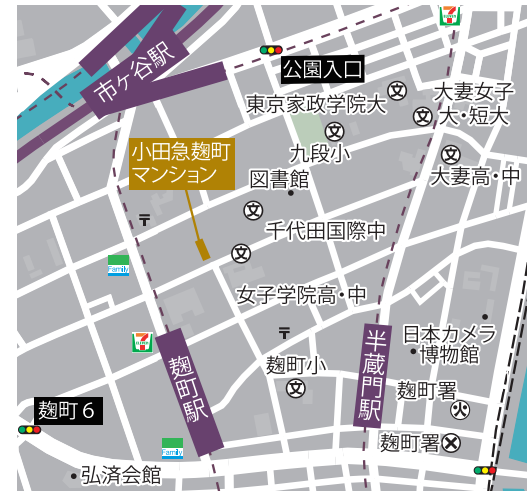 市ヶ谷駅
公園入口
東京家政学院大
大妻女子
大・短大
九段小
大妻高・中
小田急麹町
マンション
図書館
千代田国際中
Family
女子学院高・中
日本カメラ
博物館
麹町駅
半蔵門駅
麹町小
麹町署
麹町6
麹町署
Family
弘済会館